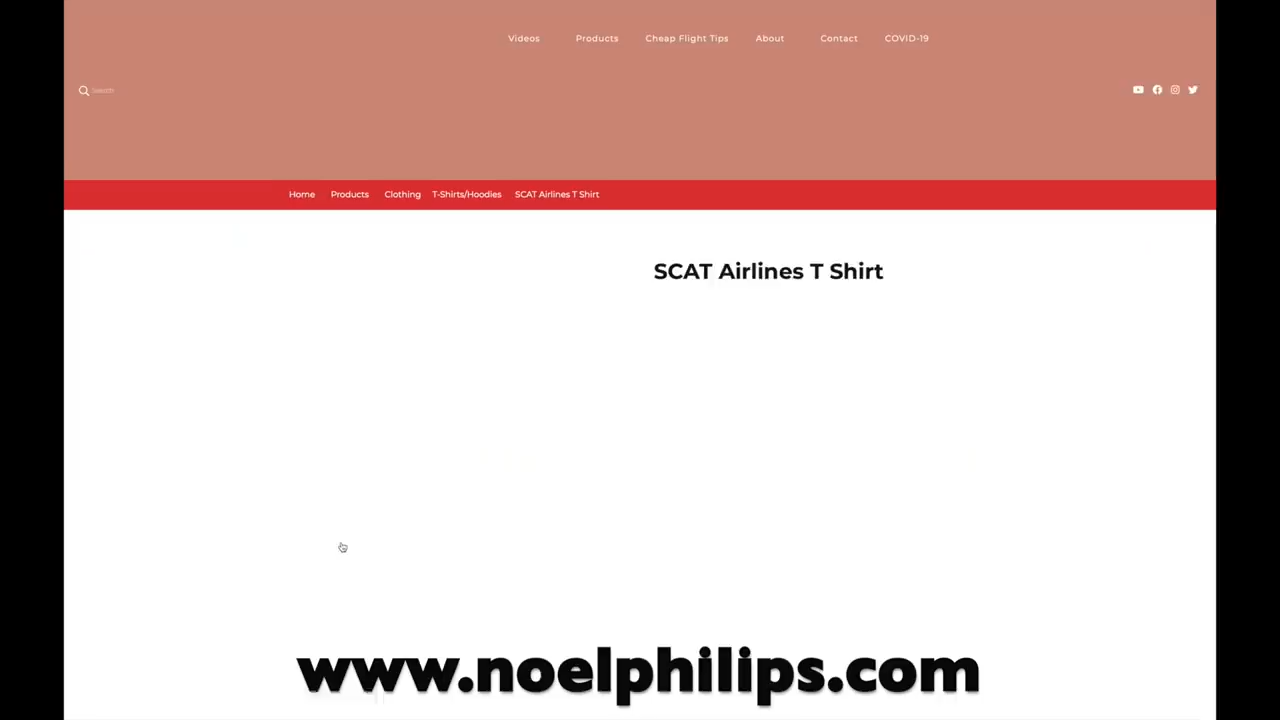 Videos Products Cheap Flight Tips About Contact COVID-19
Search
Home Products Clothing T-Shirts/Hoodies SCAT Airlines T Shirt
SCAT Airlines T Shirt
www.noelphilips.com